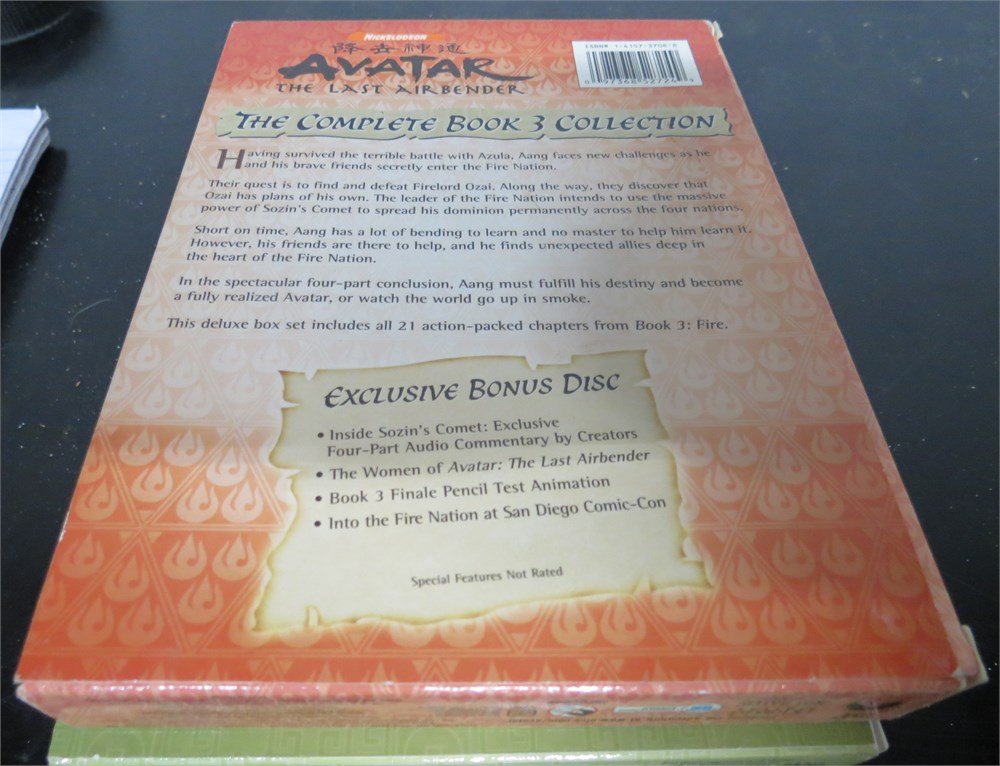 NICKELODEON
降去神通
AVATAR
THE LAST AIRBENDER
THE COMPLETE BOOK 3 COLLECTION
Having survived the terrible battle with Azula, Aang faces new challenges as he
and his brave friends secretly enter the Fire Nation.
Their quest is to find and defeat Firelord Ozai. Along the way, they discover that
Ozai has plans of his own. The leader of the Fire Nation intends to use the massive
power of Sozin's Comet to spread his dominion permanently across the four nations.
Short on time, Aang has a lot of bending to learn and no master to help him learn it.
However, his friends are there to help, and he finds unexpected allies deep in
the heart of the Fire Nation.
In the spectacular four-part conclusion, Aang must fulfill his destiny and become
a fully realized Avatar, or watch the world go up in smoke.
This deluxe box set includes all 21 action-packed chapters from Book 3: Fire.
EXCLUSIVE BONUS DISC
• Inside Sozin's Comet: Exclusive
Four-Part Audio Commentary by Creators
• The Women of Avatar: The Last Airbender
• Book 3 Finale Pencil Test Animation
• Into the Fire Nation at San Diego Comic-Con
Special Features Not Rated